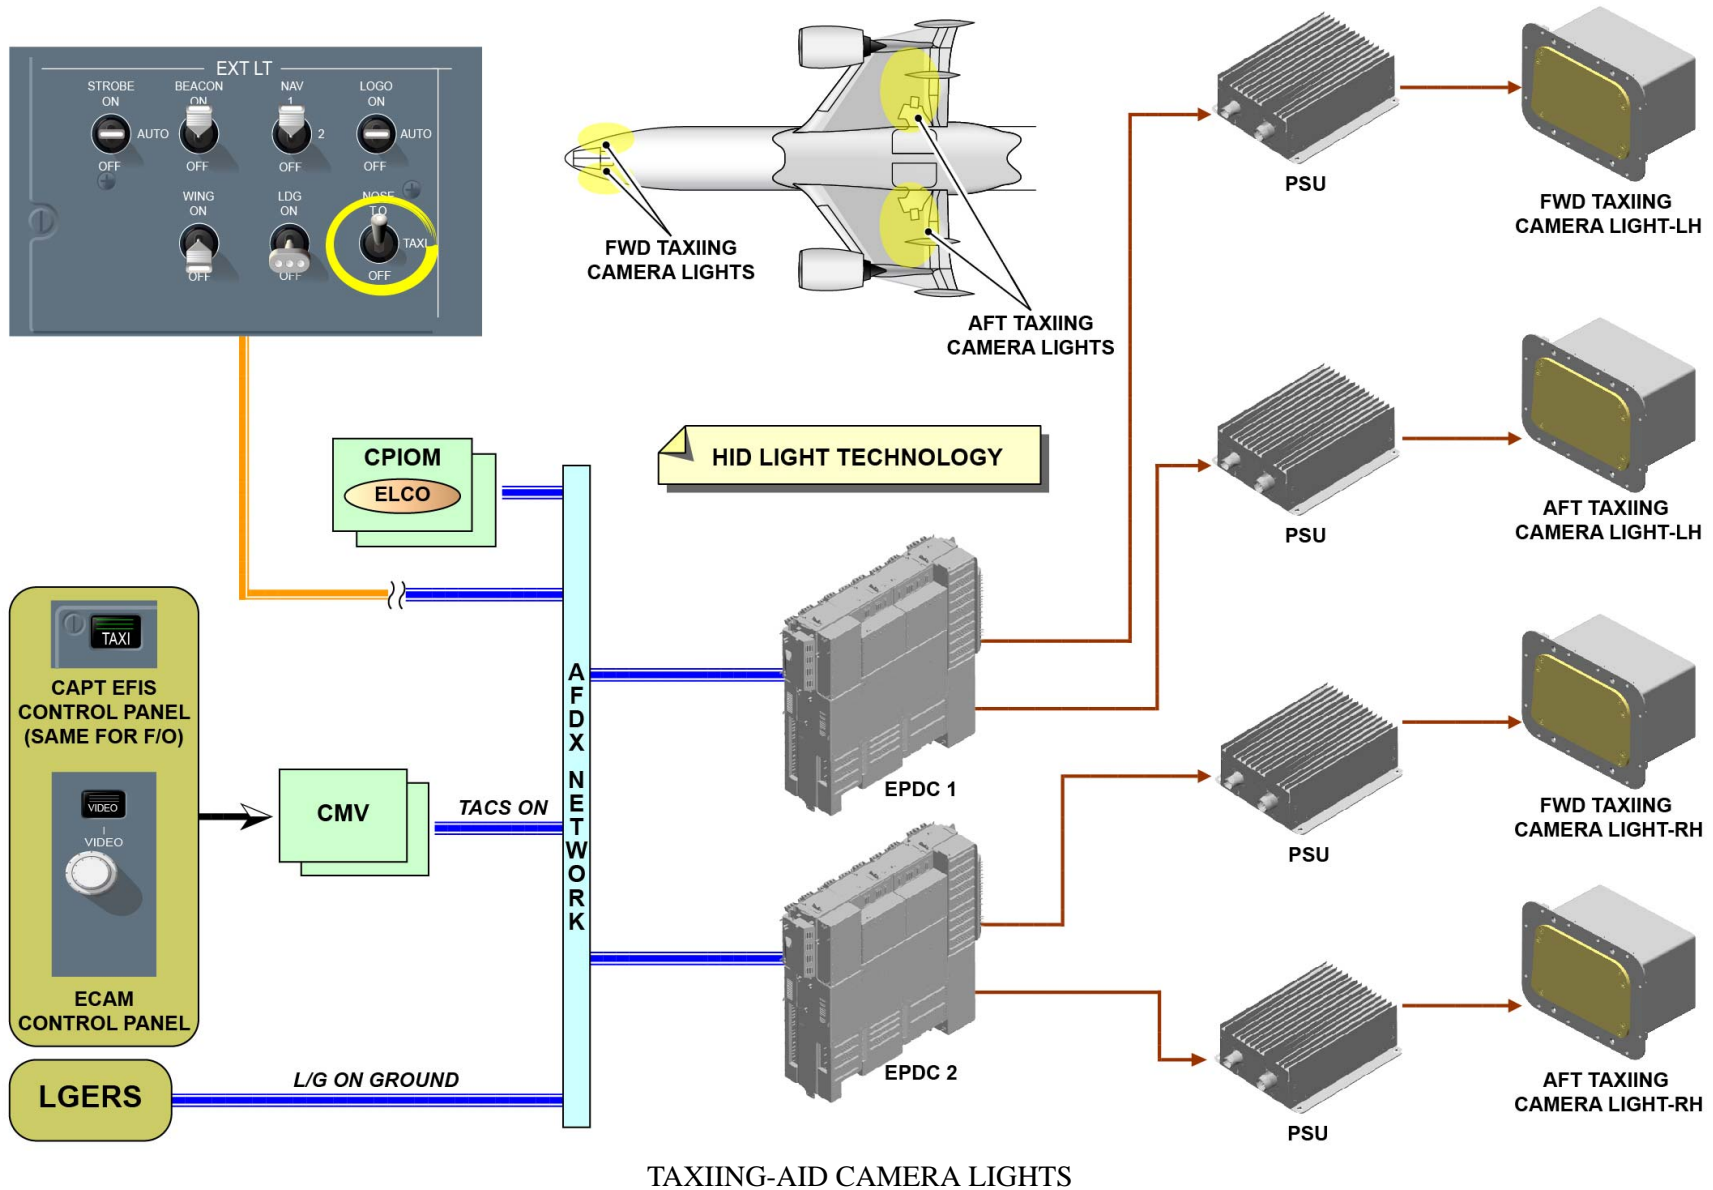 EXT LT
STROBE
ON
AUTO
OFF
BEACON
ON
OFF
NAV
1
2
OFF
LOGO
ON
AUTO
OFF
WING
ON
OFF
LDG
ON
OFF
NOSE
T.O
TAXI
OFF
FWD TAXIING
CAMERA LIGHTS
AFT TAXIING
CAMERA LIGHTS
HID LIGHT TECHNOLOGY
CPIOM
ELCO
TAXI
CAPT EFIS
CONTROL PANEL
(SAME FOR F/O)
VIDEO
VIDEO
ECAM
CONTROL PANEL
CMV
TACS ON
LGERS
L/G ON GROUND
AFDX NETWORK
EPDC 1
EPDC 2
PSU
FWD TAXIING
CAMERA LIGHT-LH
PSU
AFT TAXIING
CAMERA LIGHT-LH
PSU
FWD TAXIING
CAMERA LIGHT-RH
PSU
AFT TAXIING
CAMERA LIGHT-RH
TAXIING-AID CAMERA LIGHTS